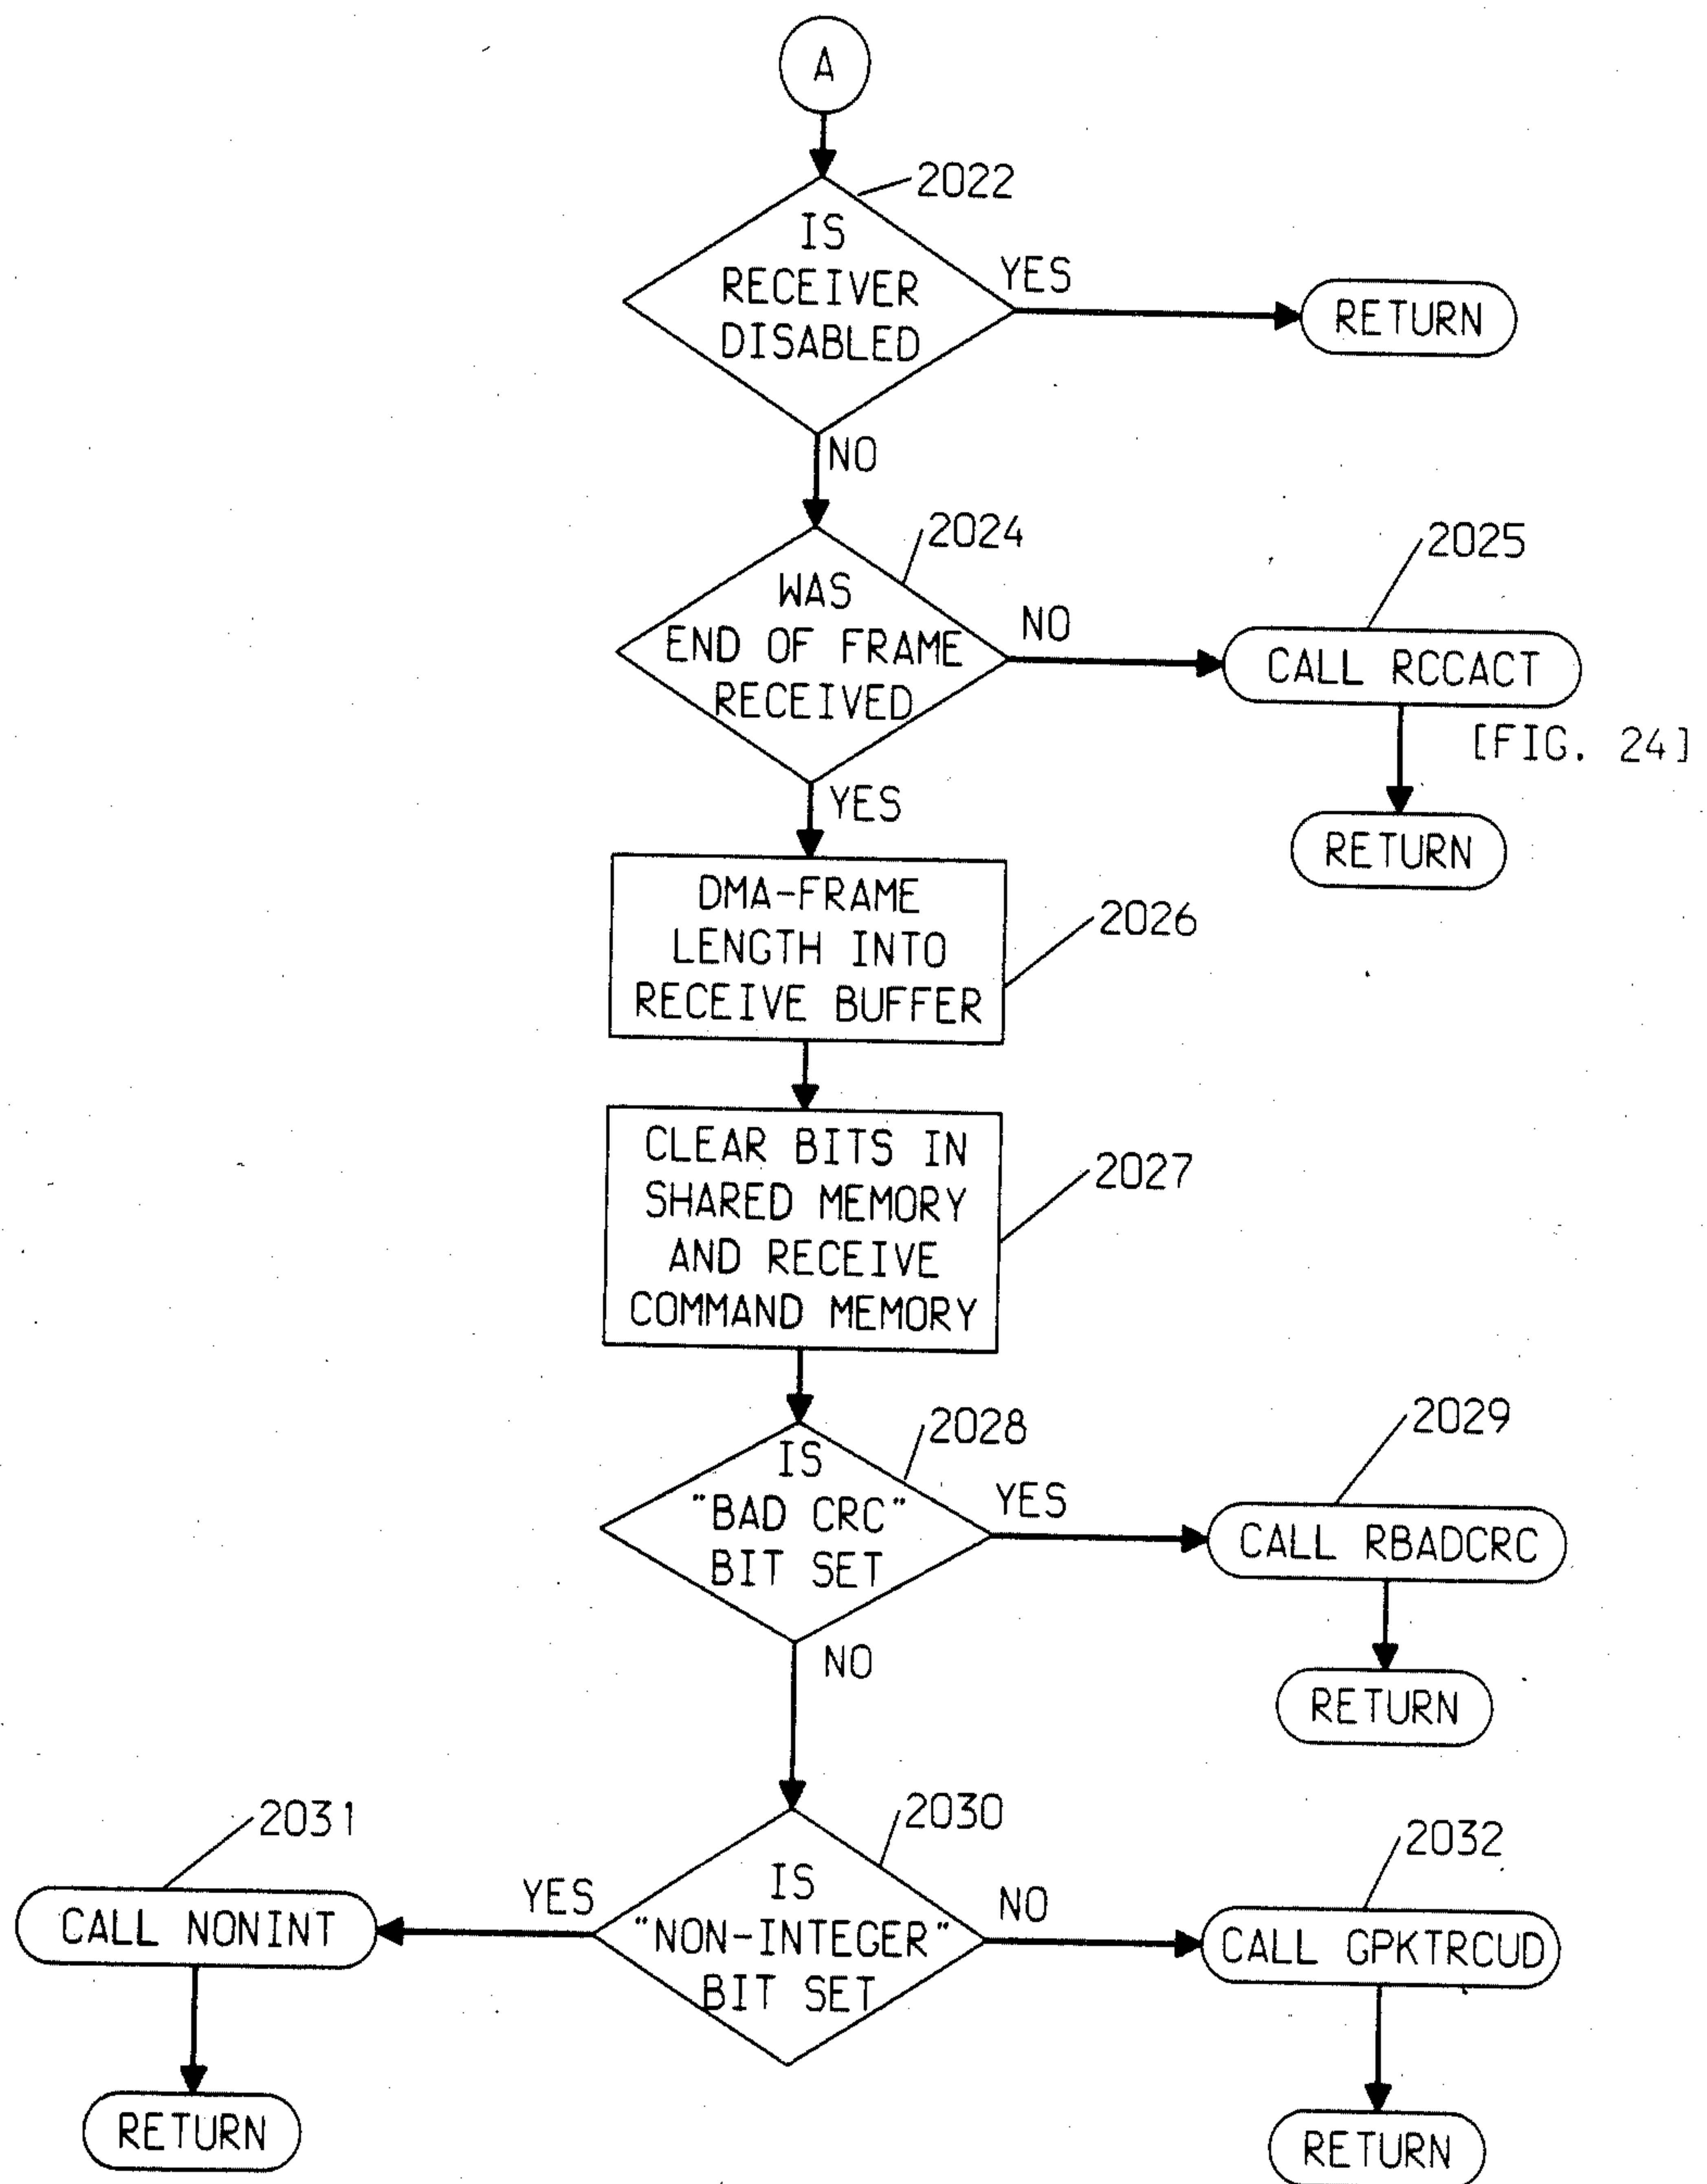 A
2022
IS
RECEIVER
DISABLED
YES
RETURN
NO
2024
WAS
END OF FRAME
RECEIVED
NO
2025
CALL RCCACT
[FIG. 24]
RETURN
YES
DMA-FRAME
LENGTH INTO
RECEIVE BUFFER
2026
CLEAR BITS IN
SHARED MEMORY
AND RECEIVE
COMMAND MEMORY
2027
2028
IS
"BAD CRC"
BIT SET
YES
2029
CALL RBADCRC
RETURN
NO
2030
IS
"NON-INTEGER"
BIT SET
YES
2031
CALL NONINT
RETURN
NO
2032
CALL GPKTRCUD
RETURN